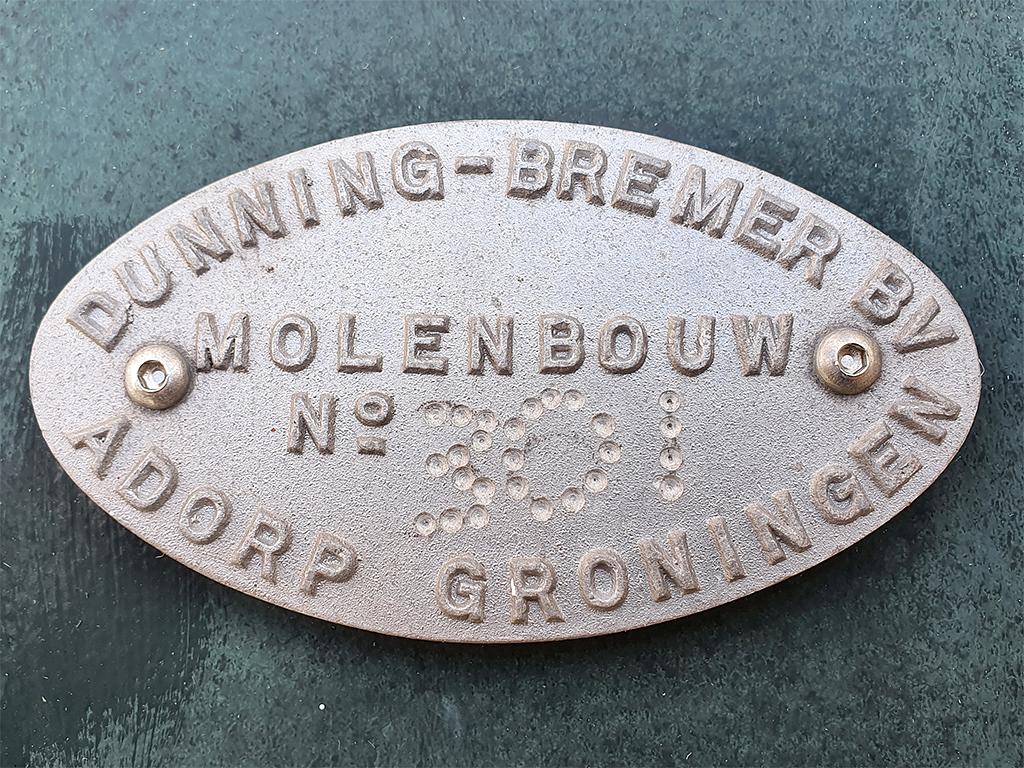 DUNNING-BREMER BV
MOLENBOUW
Nº 301
ADORP GRONINGEN